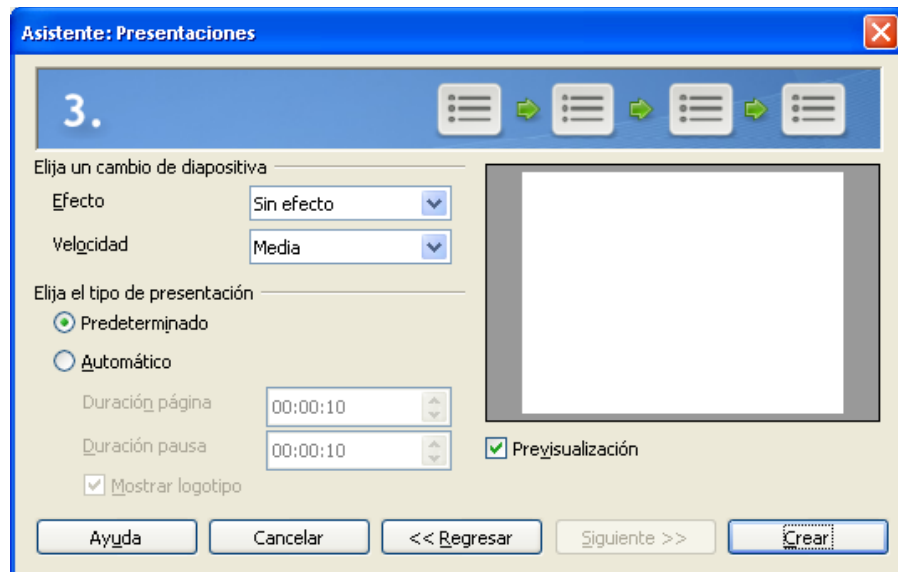 Asistente: Presentaciones
3.
Elija un cambio de diapositiva
Efecto
Sin efecto
Velocidad
Media
Elija el tipo de presentación
Predeterminado
Automático
Duración página
00:00:10
Duración pausa
00:00:10
Mostrar logotipo
Previsualización
Ayuda
Cancelar
<< Regresar
Siguiente >>
Crear